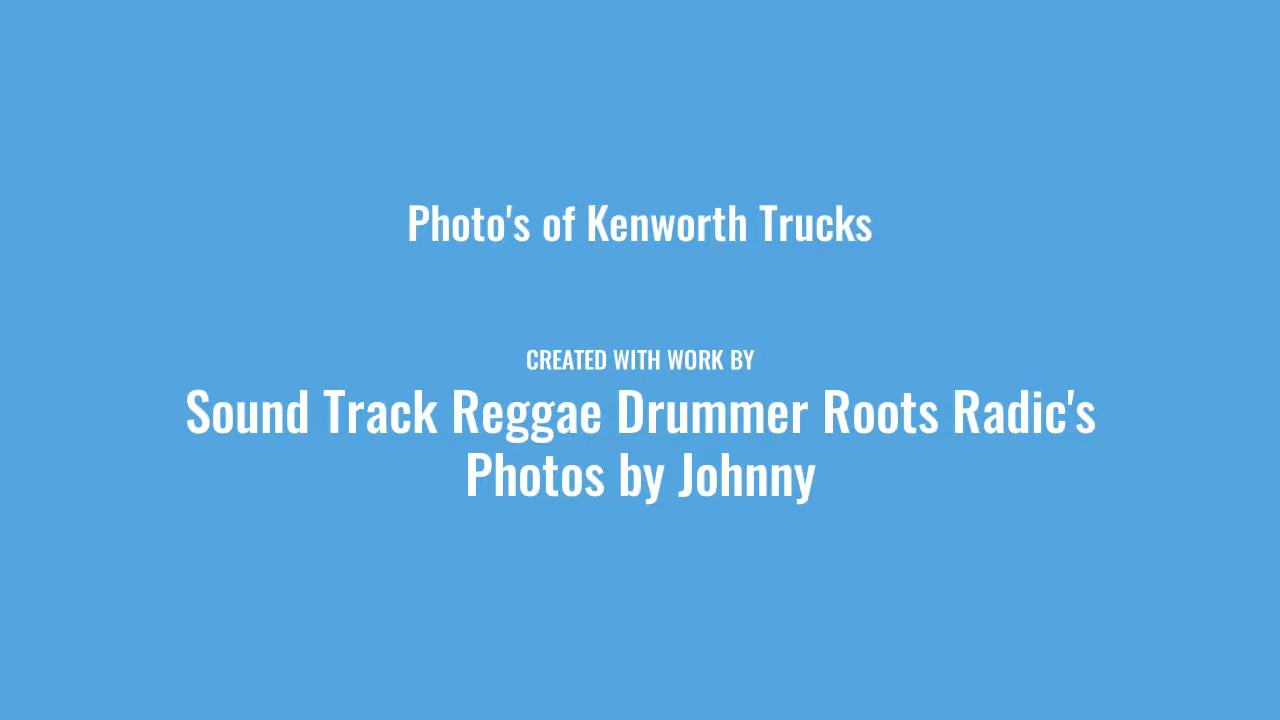 Photo's of Kenworth Trucks
CREATED WITH WORK BY
Sound Track Reggae Drummer Roots Radic's
Photos by Johnny